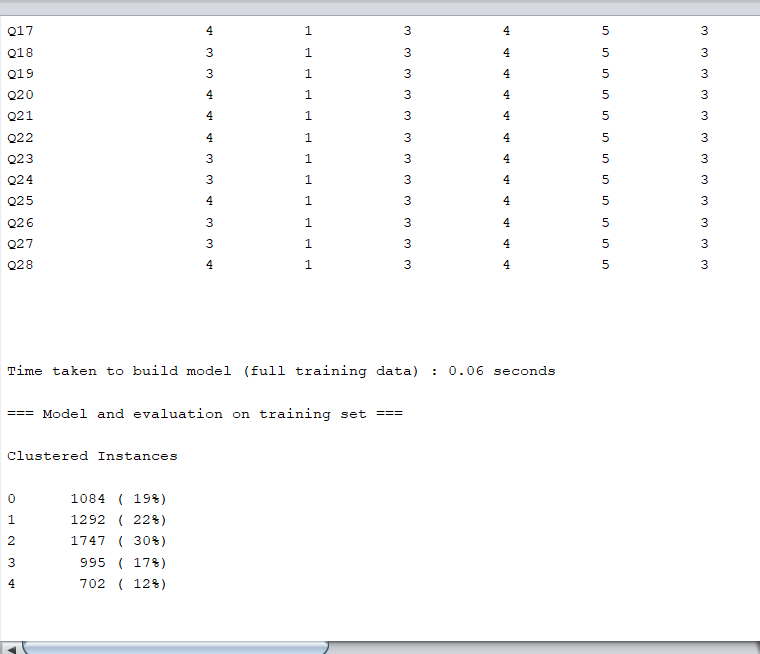 Q17 4 1 3 4 5 3
Q18 3 1 3 4 5 3
Q19 3 1 3 4 5 3
Q20 4 1 3 4 5 3
Q21 4 1 3 4 5 3
Q22 4 1 3 4 5 3
Q23 3 1 3 4 5 3
Q24 3 1 3 4 5 3
Q25 4 1 3 4 5 3
Q26 3 1 3 4 5 3
Q27 3 1 3 4 5 3
Q28 4 1 3 4 5 3
Time taken to build model (full training data) : 0.06 seconds
=== Model and evaluation on training set ===
Clustered Instances
0 1084 ( 19%)
1 1292 ( 22%)
2 1747 ( 30%)
3 995 ( 17%)
4 702 ( 12%)